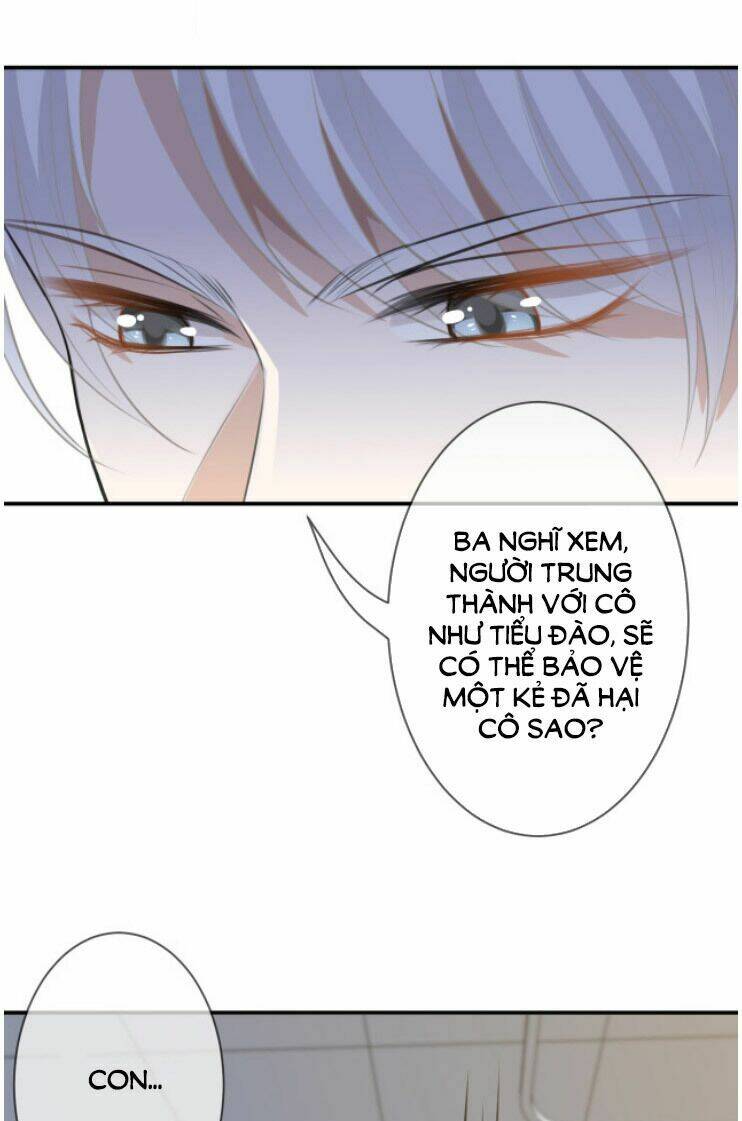 BA NGHĨ XEM,
NGƯỜI TRUNG
THÀNH VỚI CÔ
NHƯ TIỂU ĐÀO, SẼ
CÓ THỂ BẢO VỆ
MỘT KẺ ĐÃ HẠI
CÔ SAO?
CON...